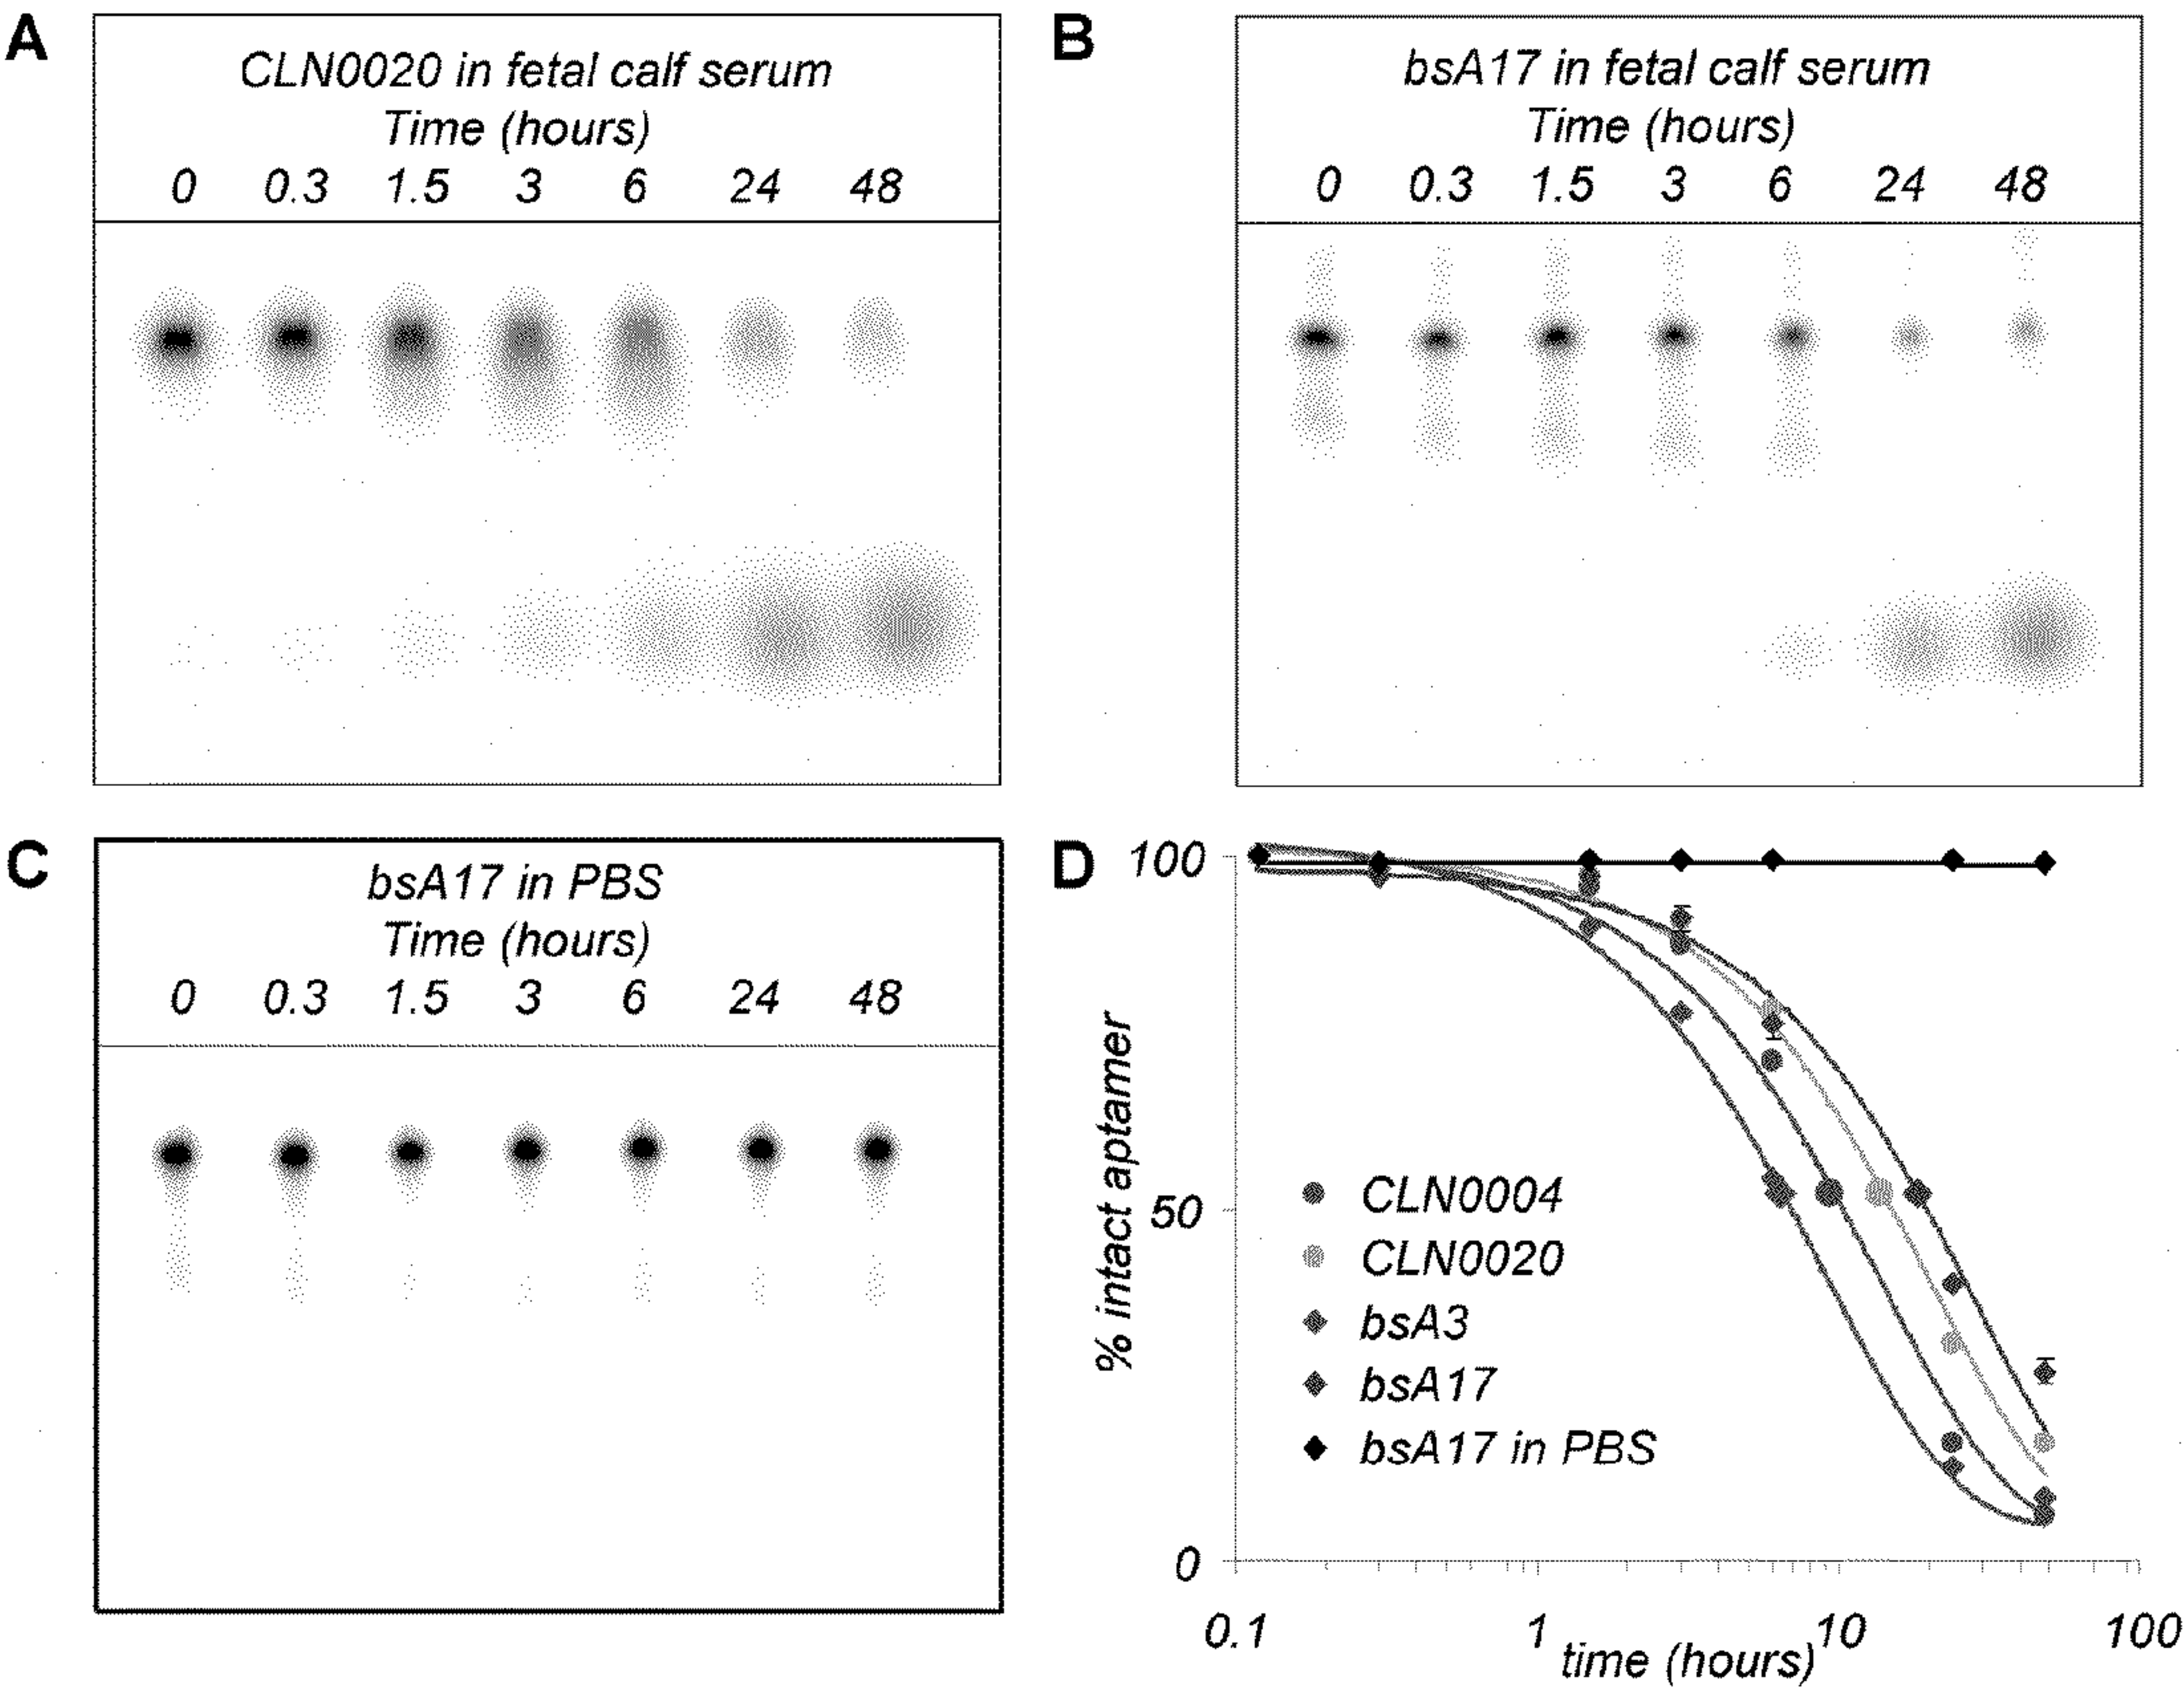 A
CLN0020 in fetal calf serum
Time (hours)
0 0.3 1.5 3 6 24 48
B
bsA17 in fetal calf serum
Time (hours)
0 0.3 1.5 3 6 24 48
C
bsA17 in PBS
Time (hours)
0 0.3 1.5 3 6 24 48
D
100
50
0
% intact aptamer
CLN0004
CLN0020
bsA3
bsA17
bsA17 in PBS
0.1 1 10 100
time (hours)